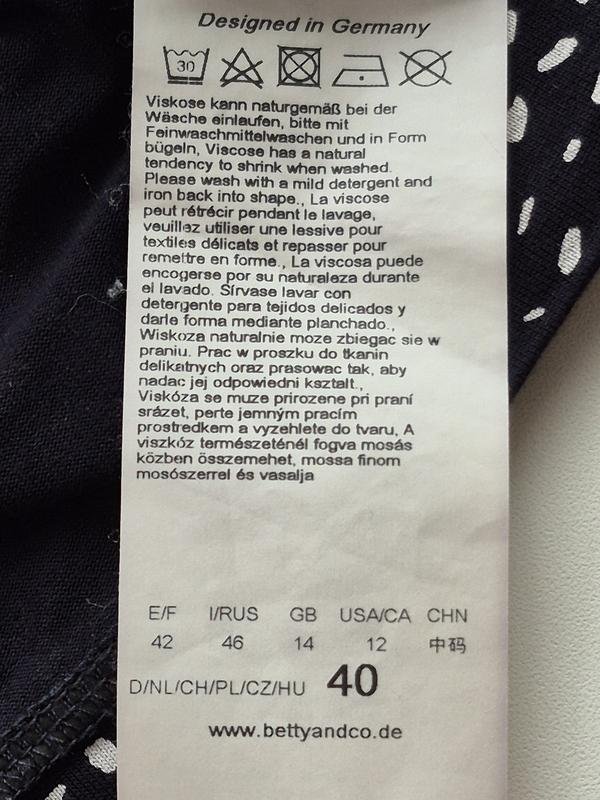 Designed in Germany
30
Viskose kann naturgemäß bei der
Wäsche einlaufen, bitte mit
Feinwaschmittelwaschen und in Form
bügeln, Viscose has a natural
tendency to shrink when washed.
Please wash with a mild detergent and
iron back into shape., La viscose
peut rétrécir pendant le lavage,
veuillez utiliser une lessive pour
textiles délicats et repasser pour
remettre en forme., La viscosa puede
encogerse por su naturaleza durante
el lavado. Sírvase lavar con
detergente para tejidos delicados y
darle forma mediante planchado.,
Wiskoza naturalnie moze zbiegac sie w
praniu. Prac w proszku do tkanin
delikatnych oraz prasowac tak, aby
nadac jej odpowiedni ksztalt.,
Viskóza se muze prirozene pri praní
srázet, perte jemným pracím
prostredkem a vyzehlete do tvaru, A
viszkóz természeténél fogva mosás
közben összemehet, mossa finom
mosószerrel és vasalja
E/F I/RUS GB USA/CA CHN
42 46 14 12 中码
D/NL/CH/PL/CZ/HU 40
www.bettyandco.de